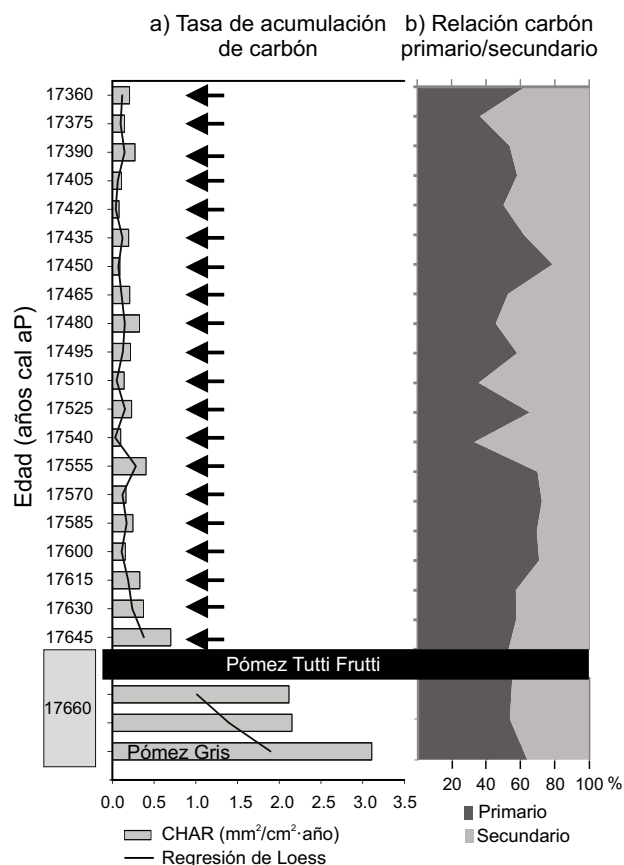 a) Tasa de acumulación
de carbón
b) Relación carbón
primario/secundario
Edad (años cal aP)
17360
17375
17390
17405
17420
17435
17450
17465
17480
17495
17510
17525
17540
17555
17570
17585
17600
17615
17630
17645
Pómez Tutti Frutti
17660
Pómez Gris
0.0 0.5 1.0 1.5 2.0 2.5 3.0 3.5
20 40 60 80 100 %
CHAR (mm²/cm²·año)
Regresión de Loess
Primario
Secundario